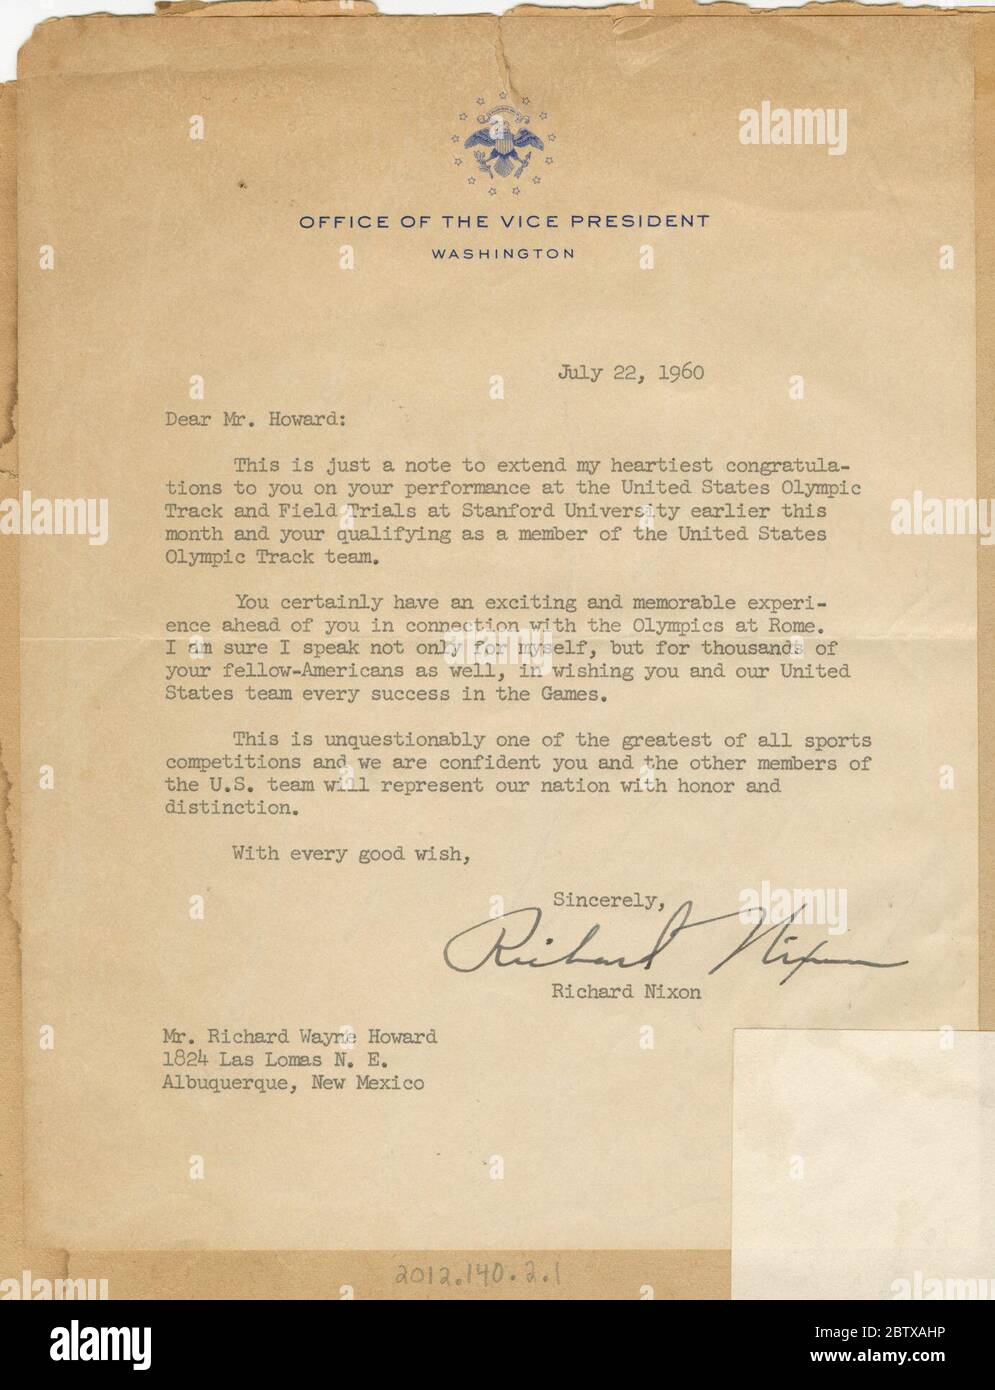 OFFICE OF THE VICE PRESIDENT
WASHINGTON
July 22, 1960
Dear Mr. Howard:
This is just a note to extend my heartiest congratula-
tions to you on your performance at the United States Olympic
Track and Field Trials at Stanford University earlier this
month and your qualifying as a member of the United States
Olympic Track team.
You certainly have an exciting and memorable experi-
ence ahead of you in connection with the Olympics at Rome.
I am sure I speak not only for myself, but for thousands of
your fellow-Americans as well, in wishing you and our United
States team every success in the Games.
This is unquestionably one of the greatest of all sports
competitions and we are confident you and the other members of
the U.S. team will represent our nation with honor and
distinction.
With every good wish,
Sincerely,
Richard Nixon
Richard Nixon
Mr. Richard Wayne Howard
1824 Las Lomas N. E.
Albuquerque, New Mexico
2012.140.2.1
alamy
Image ID: 2BTXAHP
www.alamy.com